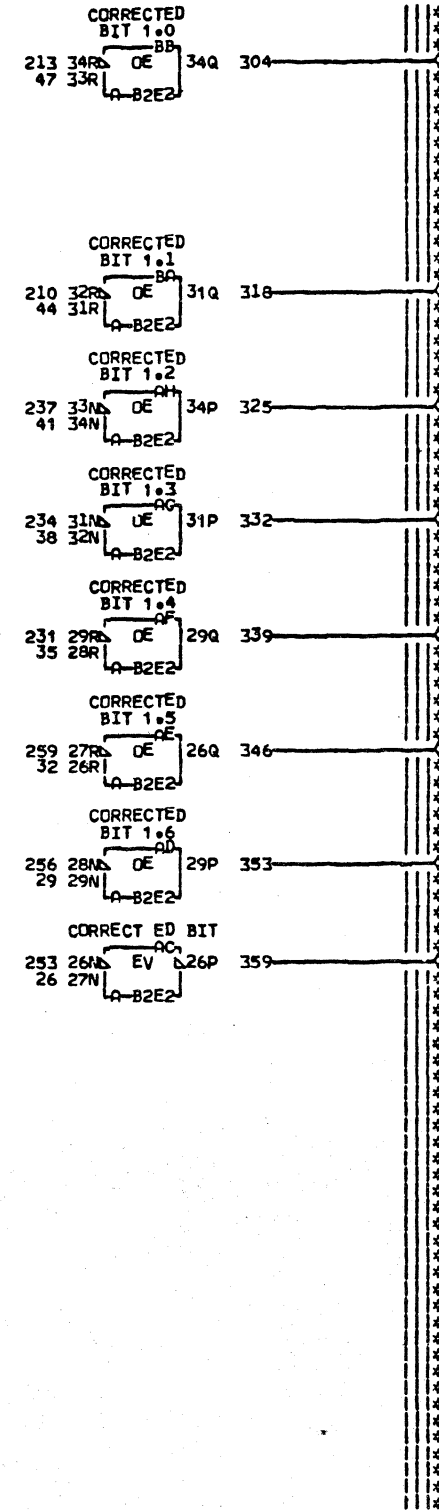 CORRECTED
BIT 1.0
BB
213 34R OE 34Q 304
47 33R
A B2E2
CORRECTED
BIT 1.1
BA
210 32R OE 31Q 318
44 31R
A B2E2
CORRECTED
BIT 1.2
AH
237 33N OE 34P 325
41 34N
A B2E2
CORRECTED
BIT 1.3
AG
234 31N OE 31P 332
38 32N
A B2E2
CORRECTED
BIT 1.4
AF
231 29R OE 29Q 339
35 28R
A B2E2
CORRECTED
BIT 1.5
AE
259 27R OE 26Q 346
32 26R
A B2E2
CORRECTED
BIT 1.6
AD
256 28N OE 29P 353
29 29N
A B2E2
CORRECT ED BIT
AC
253 26N EV 26P 359
26 27N
A B2E2